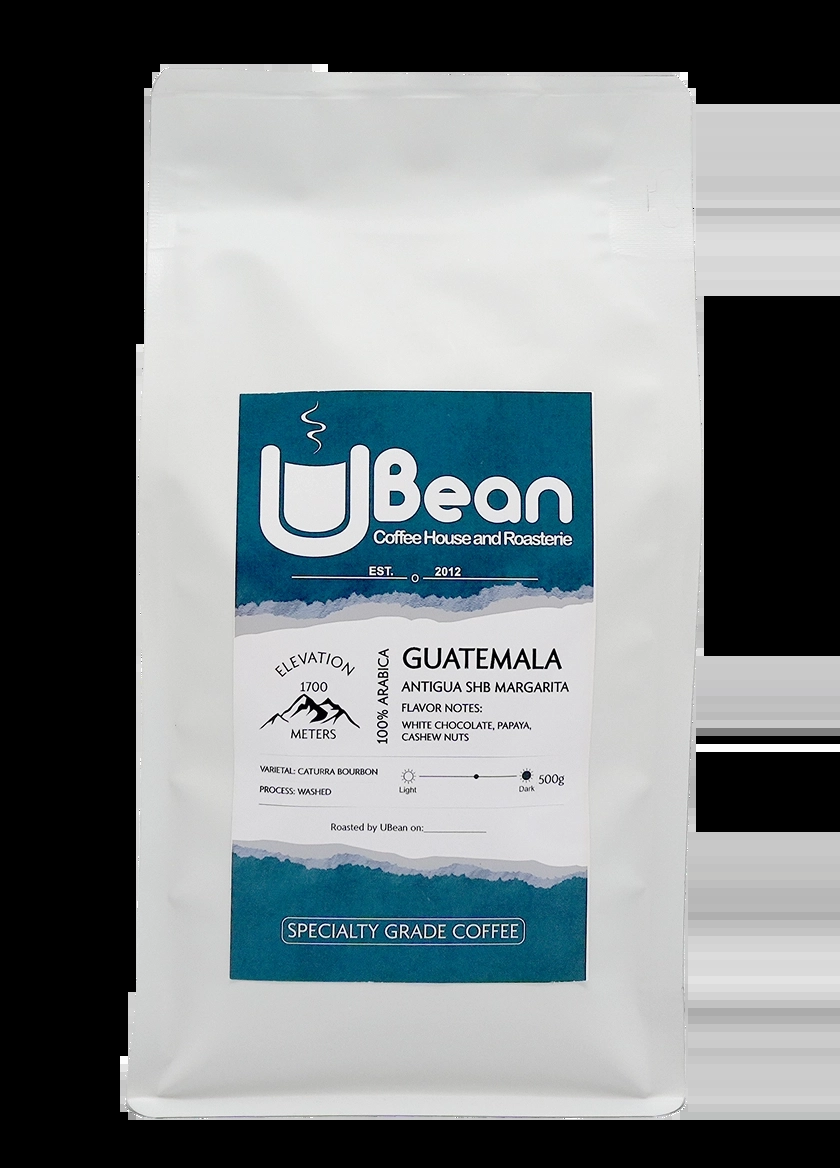 UBean
Coffee House and Roasterie
EST. 2012
ELEVATION
1700
METERS
100% ARABICA
GUATEMALA
ANTIGUA SHB MARGARITA
FLAVOR NOTES:
WHITE CHOCOLATE, PAPAYA,
CASHEW NUTS
VARIETAL: CATURRA BOURBON
PROCESS: WASHED
Light
Dark
500g
Roasted by UBean on:____________
SPECIALTY GRADE COFFEE